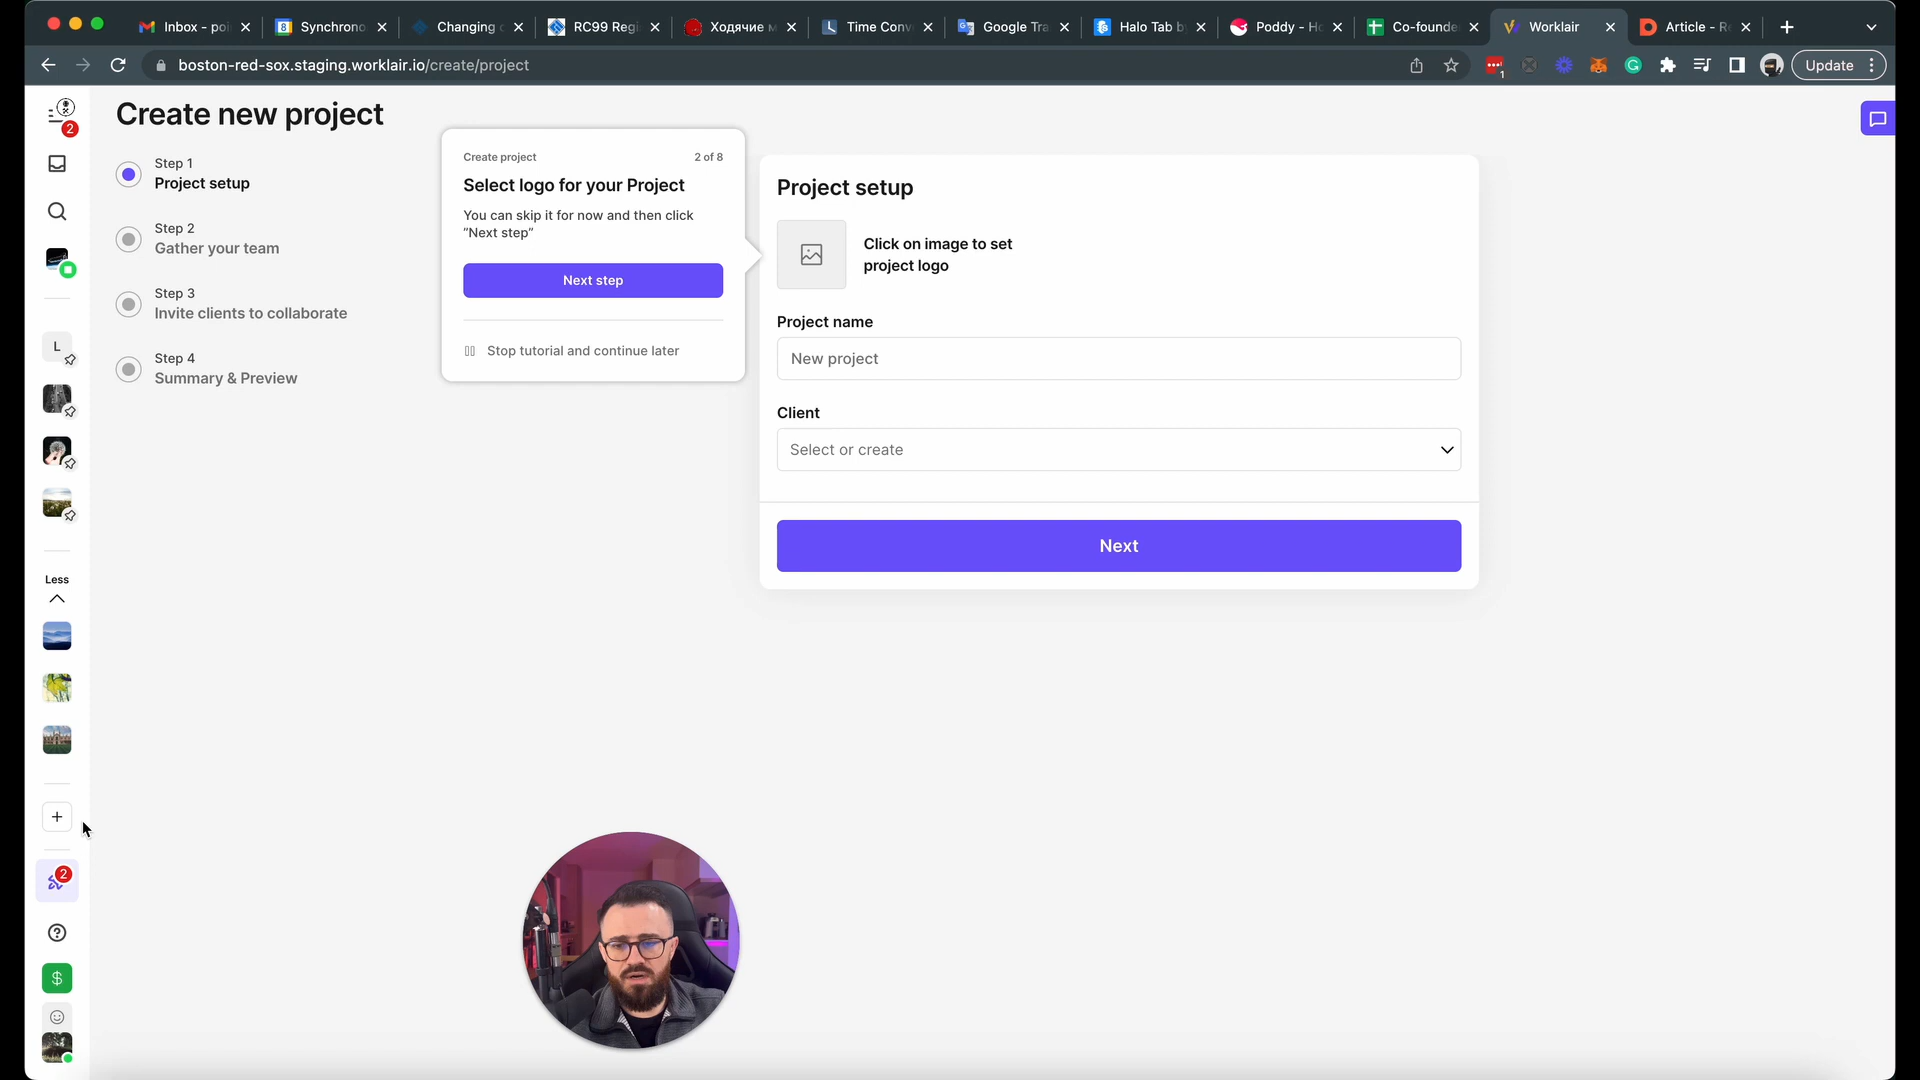 Inbox - poi
Synchrono
Changing
RC99 Regi
Ходячие м
Time Conv
Google Tra
Halo Tab b
Poddy - Ho
Co-founde
Worklair
Article - R
boston-red-sox.staging.worklair.io/create/project
1
Update
2
Create new project
Step 1
Project setup
Step 2
Gather your team
Step 3
Invite clients to collaborate
Step 4
Summary & Preview
Create project
2 of 8
Select logo for your Project
You can skip it for now and then click
“Next step”
Next step
Stop tutorial and continue later
Project setup
Click on image to set
project logo
Project name
New project
Client
Select or create
Next
L
Less
2
$